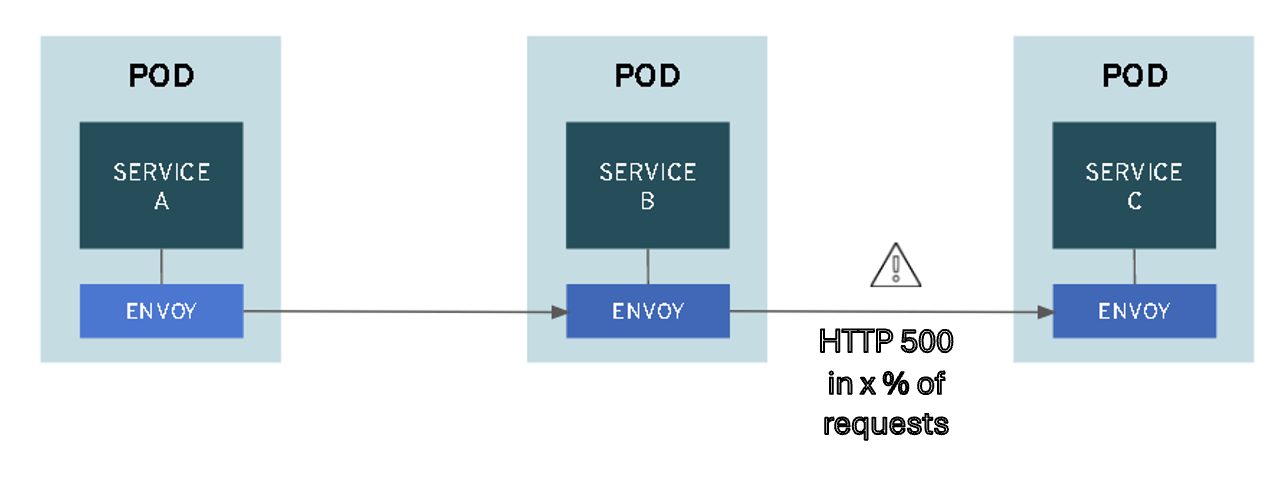 POD
SERVICE
A
ENVOY
POD
SERVICE
B
ENVOY
HTTP 500
in x % of
requests
POD
SERVICE
C
ENVOY